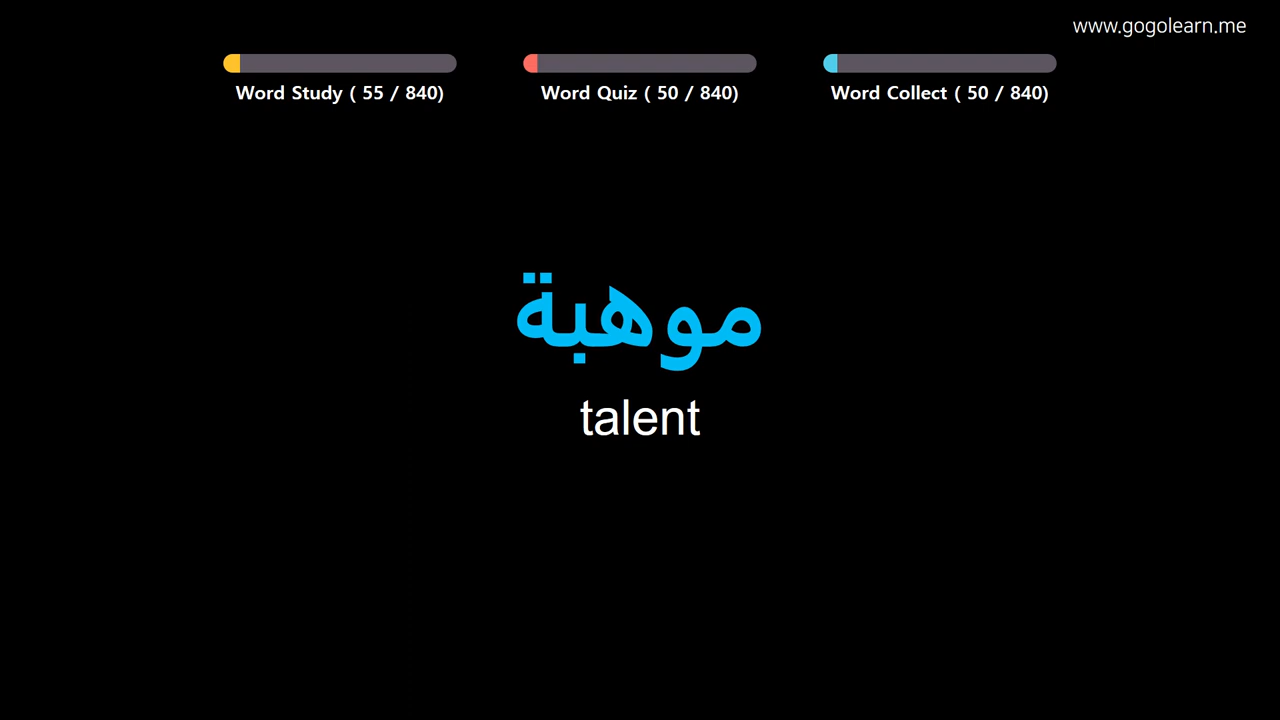 www.gogolearn.me
Word Study ( 55 / 840)
Word Quiz ( 50 / 840)
Word Collect ( 50 / 840)
موهبة
talent